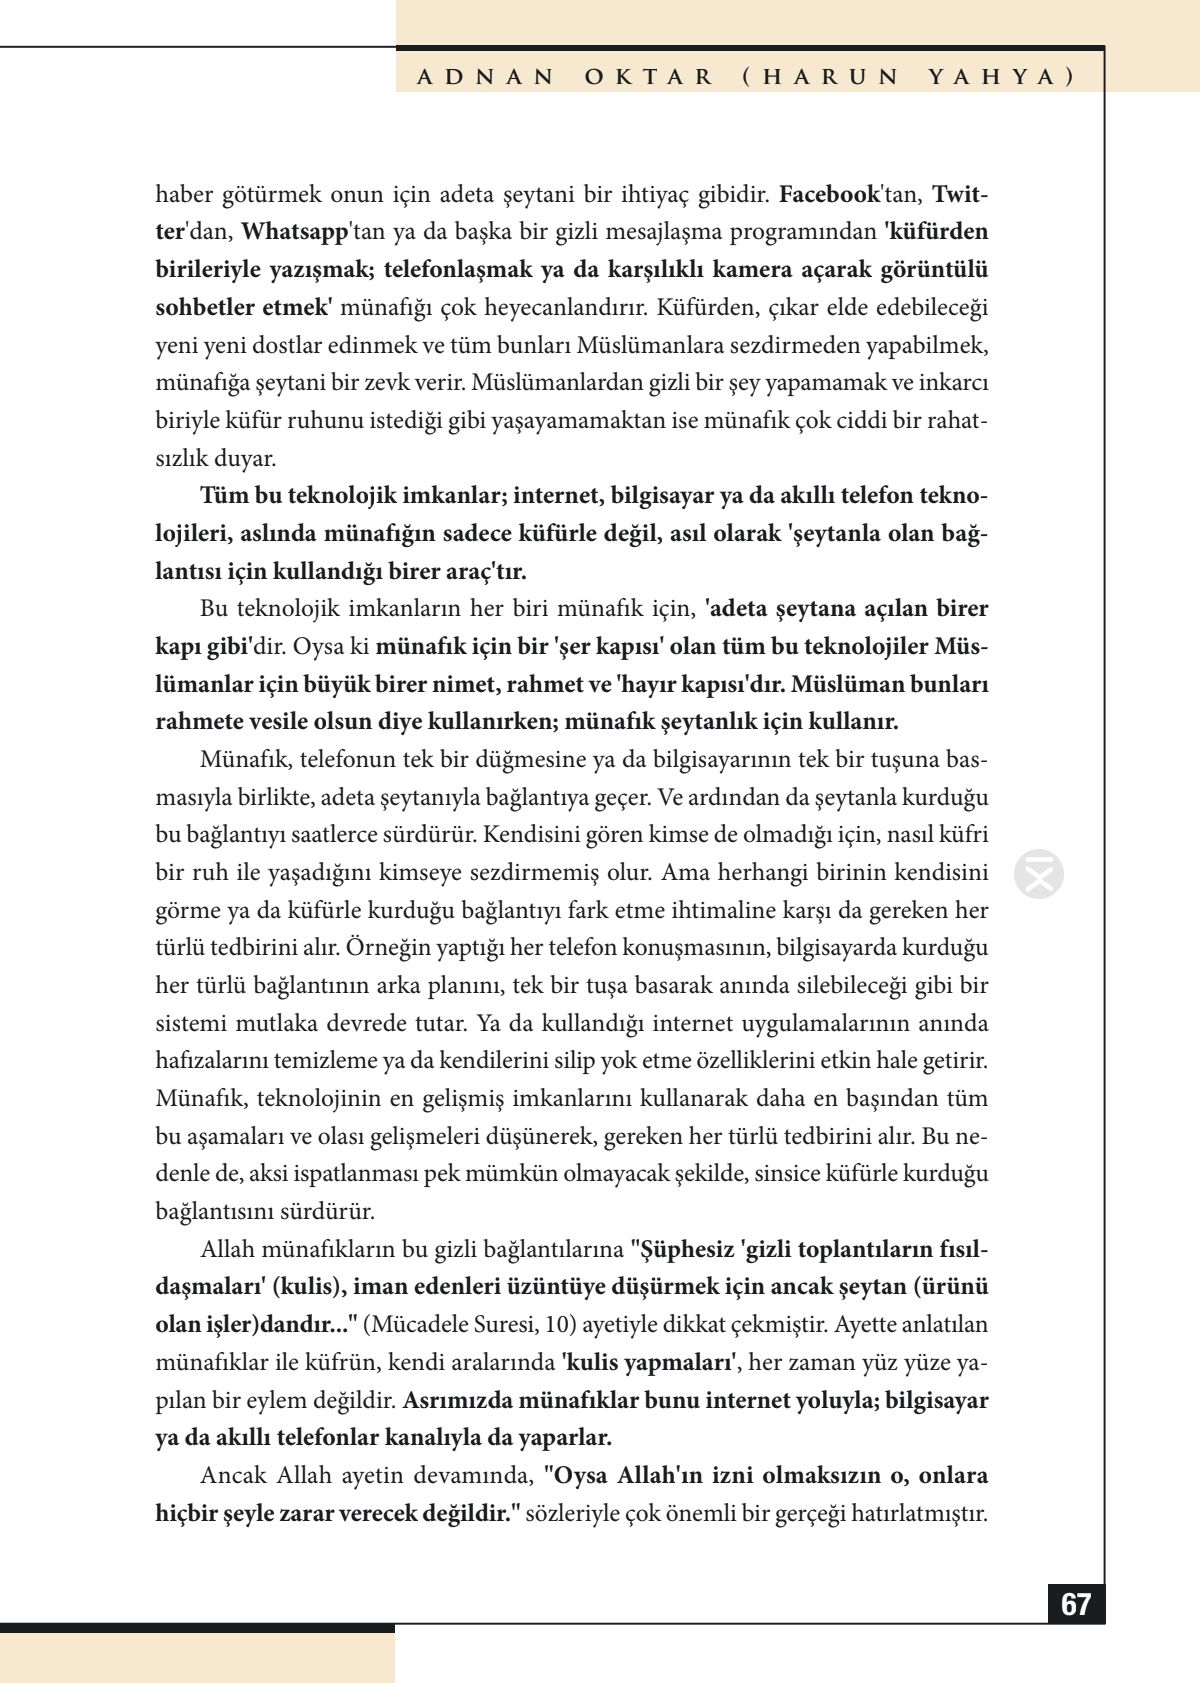 ADNAN OKTAR (HARUN YAHYA)
haber götürmek onun için adeta şeytani bir ihtiyaç gibidir. Facebook'tan, Twit-
ter'dan, Whatsapp'tan ya da başka bir gizli mesajlaşma programından 'küfürden
birileriyle yazışmak; telefonlaşmak ya da karşılıklı kamera açarak görüntülü
sohbetler etmek' münafığı çok heyecanlandırır. Küfürden, çıkar elde edebileceği
yeni yeni dostlar edinmek ve tüm bunları Müslümanlara sezdirmeden yapabilmek,
münafığa şeytani bir zevk verir. Müslümanlardan gizli bir şey yapamamak ve inkarcı
biriyle küfür ruhunu istediği gibi yaşayamamaktan ise münafık çok ciddi bir rahat-
sızlık duyar.
Tüm bu teknolojik imkanlar; internet, bilgisayar ya da akıllı telefon tekno-
lojileri, aslında münafığın sadece küfürle değil, asıl olarak 'şeytanla olan bağ-
lantısı için kullandığı birer araç'tır.
Bu teknolojik imkanların her biri münafık için, 'adeta şeytana açılan birer
kapı gibi'dir. Oysa ki münafık için bir 'şer kapısı' olan tüm bu teknolojiler Müs-
lümanlar için büyük birer nimet, rahmet ve 'hayır kapısı'dır. Müslüman bunları
rahmete vesile olsun diye kullanırken; münafık şeytanlık için kullanır.
Münafık, telefonun tek bir düğmesine ya da bilgisayarının tek bir tuşuna bas-
masıyla birlikte, adeta şeytanıyla bağlantıya geçer. Ve ardından da şeytanla kurduğu
bu bağlantıyı saatlerce sürdürür. Kendisini gören kimse de olmadığı için, nasıl küfri
bir ruh ile yaşadığını kimseye sezdirmemiş olur. Ama herhangi birinin kendisini
görme ya da küfürle kurduğu bağlantıyı fark etme ihtimaline karşı da gereken her
türlü tedbirini alır. Örneğin yaptığı her telefon konuşmasının, bilgisayarda kurduğu
her türlü bağlantının arka planını, tek bir tuşa basarak anında silebileceği gibi bir
sistemi mutlaka devrede tutar. Ya da kullandığı internet uygulamalarının anında
hafızalarını temizleme ya da kendilerini silip yok etme özelliklerini etkin hale getirir.
Münafık, teknolojinin en gelişmiş imkanlarını kullanarak daha en başından tüm
bu aşamaları ve olası gelişmeleri düşünerek, gereken her türlü tedbirini alır. Bu ne-
denle de, aksi ispatlanması pek mümkün olmayacak şekilde, sinsice küfürle kurduğu
bağlantısını sürdürür.
Allah münafıkların bu gizli bağlantılarına "Şüphesiz 'gizli toplantıların fısıl-
daşmaları' (kulis), iman edenleri üzüntüye düşürmek için ancak şeytan (ürünü
olan işler)dandır..." (Mücadele Suresi, 10) ayetiyle dikkat çekmiştir. Ayette anlatılan
münafıklar ile küfrün, kendi aralarında 'kulis yapmaları', her zaman yüz yüze ya-
pılan bir eylem değildir. Asrımızda münafıklar bunu internet yoluyla; bilgisayar
ya da akıllı telefonlar kanalıyla da yaparlar.
Ancak Allah ayetin devamında, "Oysa Allah'ın izni olmaksızın o, onlara
hiçbir şeyle zarar verecek değildir." sözleriyle çok önemli bir gerçeği hatırlatmıştır.
67